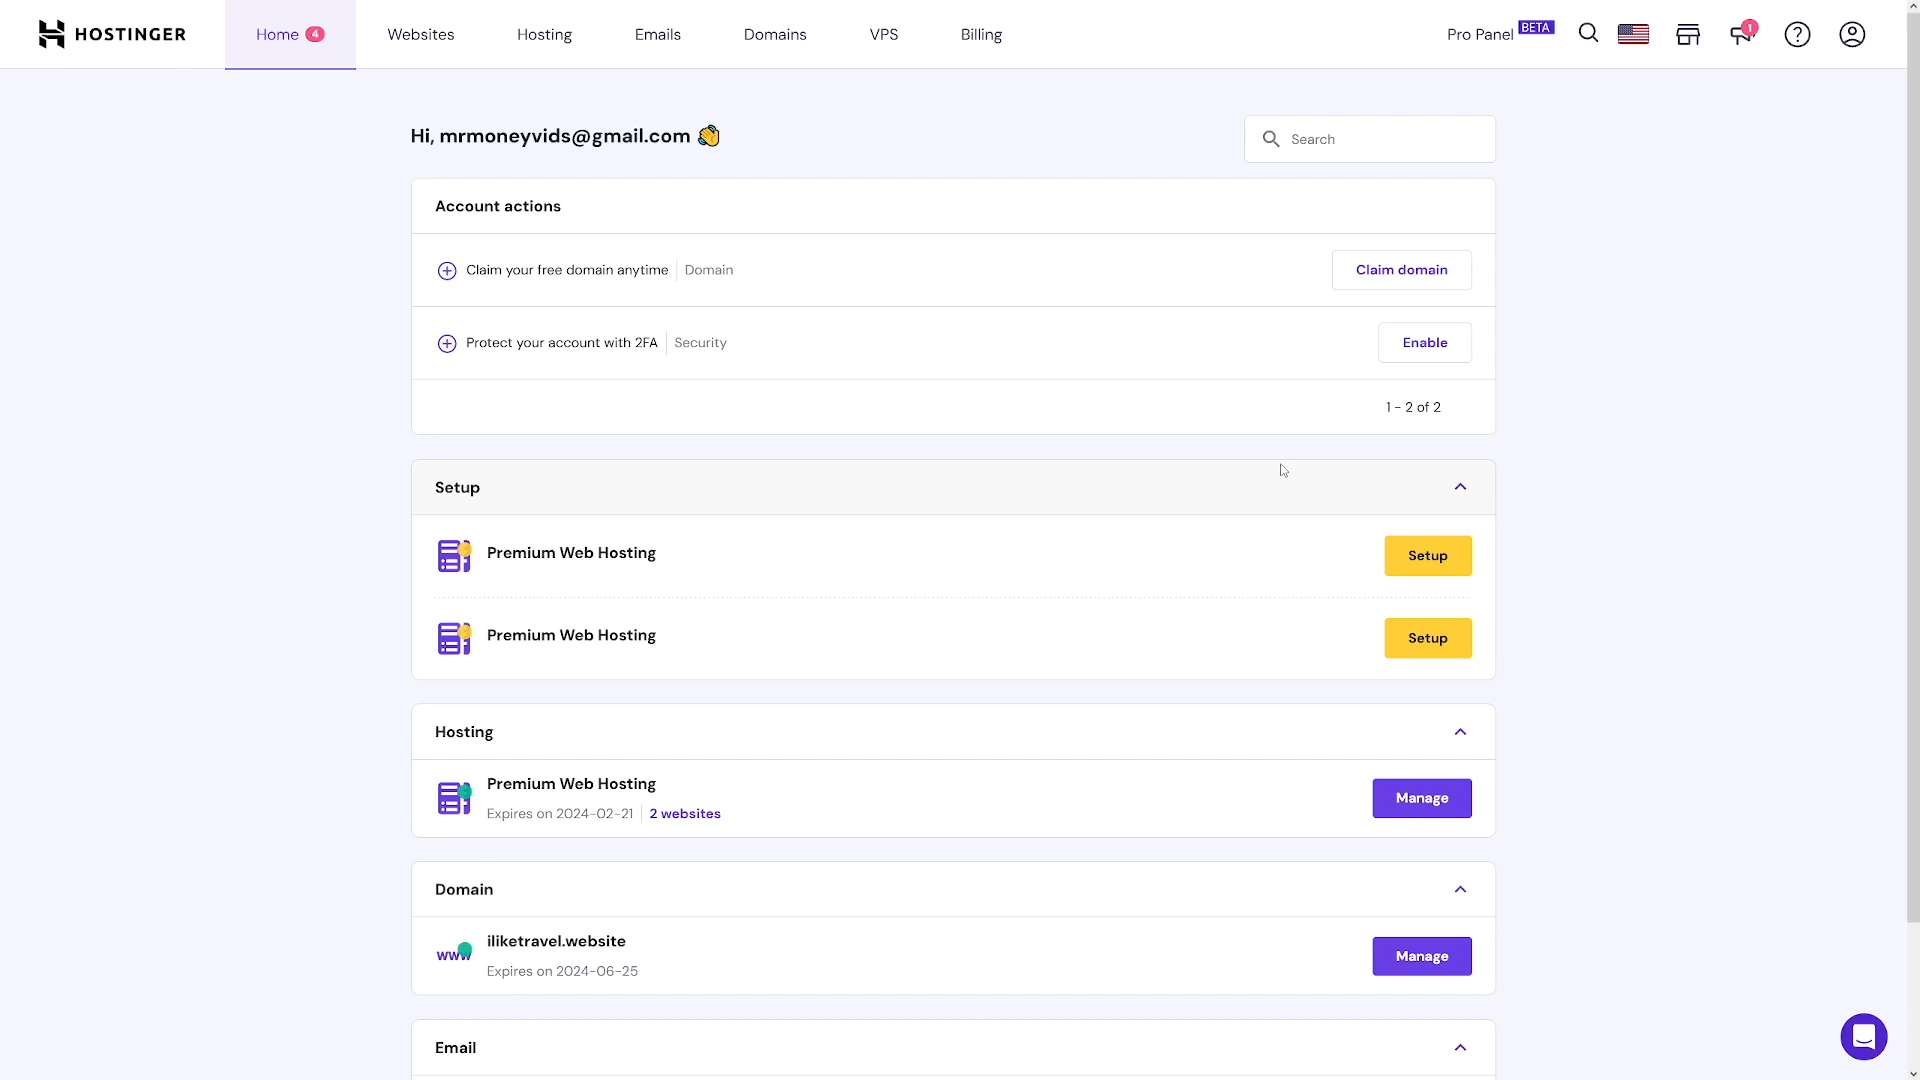 HOSTINGER
Home 4
Websites
Hosting
Emails
Domains
VPS
Billing
Pro Panel BETA
1
Hi, mrmoneyvids@gmail.com 👋
Search
Account actions
Claim your free domain anytime Domain
Claim domain
Protect your account with 2FA Security
Enable
1 - 2 of 2
Setup
Premium Web Hosting
Setup
Premium Web Hosting
Setup
Hosting
Premium Web Hosting
Expires on 2024-02-21 2 websites
Manage
Domain
www
iliketravel.website
Expires on 2024-06-25
Manage
Email